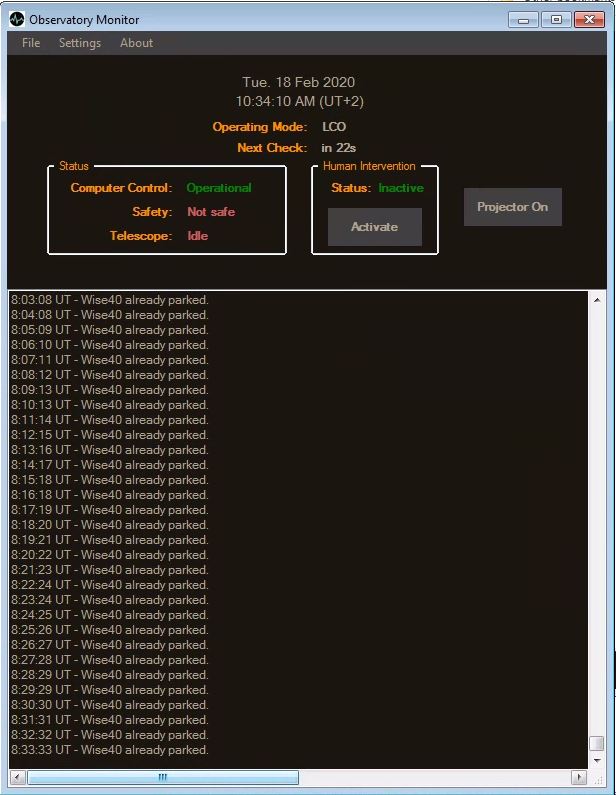 Observatory Monitor
File Settings About
Tue. 18 Feb 2020
10:34:10 AM (UT+2)
Operating Mode: LCO
Next Check: in 22s
Status
Computer Control: Operational
Safety: Not safe
Telescope: Idle
Human Intervention
Status: Inactive
Activate
Projector On
8:03:08 UT - Wise40 already parked.
8:04:08 UT - Wise40 already parked.
8:05:09 UT - Wise40 already parked.
8:06:10 UT - Wise40 already parked.
8:07:11 UT - Wise40 already parked.
8:08:12 UT - Wise40 already parked.
8:09:13 UT - Wise40 already parked.
8:10:13 UT - Wise40 already parked.
8:11:14 UT - Wise40 already parked.
8:12:15 UT - Wise40 already parked.
8:13:16 UT - Wise40 already parked.
8:14:17 UT - Wise40 already parked.
8:15:18 UT - Wise40 already parked.
8:16:18 UT - Wise40 already parked.
8:17:19 UT - Wise40 already parked.
8:18:20 UT - Wise40 already parked.
8:19:21 UT - Wise40 already parked.
8:20:22 UT - Wise40 already parked.
8:21:23 UT - Wise40 already parked.
8:22:24 UT - Wise40 already parked.
8:23:24 UT - Wise40 already parked.
8:24:25 UT - Wise40 already parked.
8:25:26 UT - Wise40 already parked.
8:26:27 UT - Wise40 already parked.
8:27:28 UT - Wise40 already parked.
8:28:29 UT - Wise40 already parked.
8:29:29 UT - Wise40 already parked.
8:30:30 UT - Wise40 already parked.
8:31:31 UT - Wise40 already parked.
8:32:32 UT - Wise40 already parked.
8:33:33 UT - Wise40 already parked.